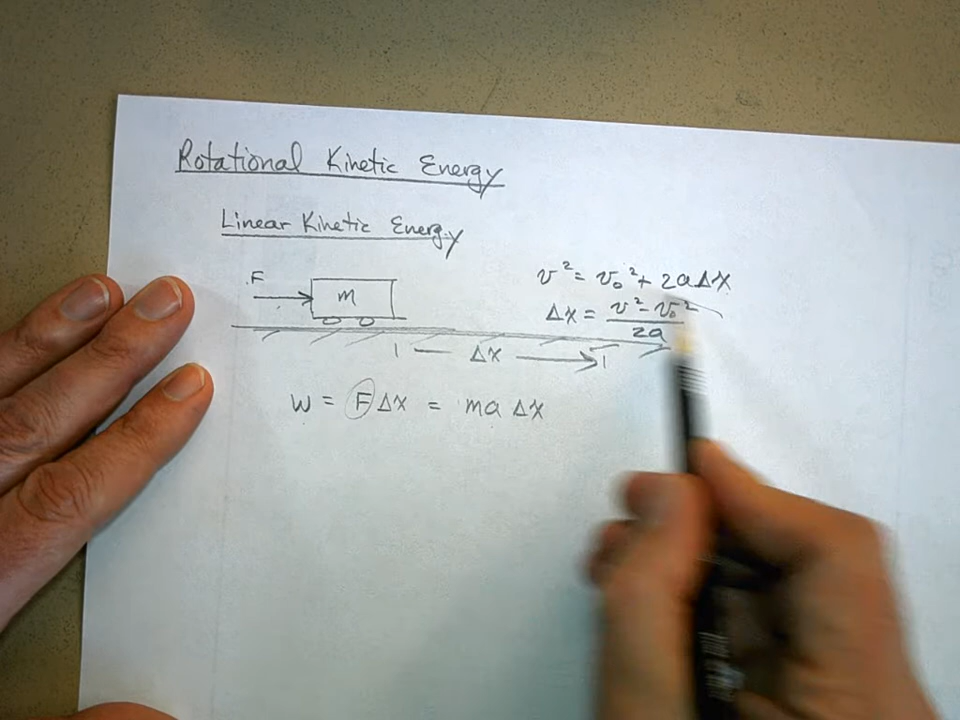 Rotational Kinetic Energy
Linear Kinetic Energy
F
m
v² = v₀² + 2aΔx
Δx = (v² - v₀²) / 2a
Δx
W = FΔx = ma Δx